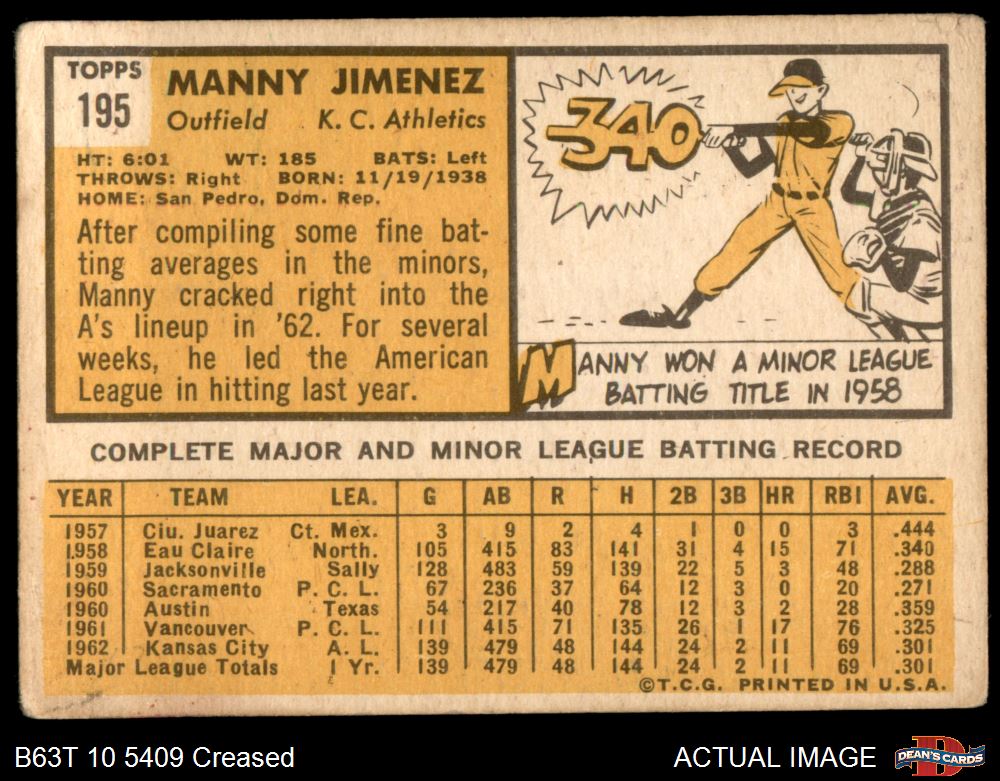 TOPPS
195
MANNY JIMENEZ
Outfield K. C. Athletics
HT: 6:01 WT: 185 BATS: Left
THROWS: Right BORN: 11/19/1938
HOME: San Pedro, Dom. Rep.
After compiling some fine bat-
ting averages in the minors,
Manny cracked right into the
A's lineup in '62. For several
weeks, he led the American
League in hitting last year.
340
MANNY WON A MINOR LEAGUE
BATTING TITLE IN 1958
COMPLETE MAJOR AND MINOR LEAGUE BATTING RECORD
YEAR TEAM LEA. G AB R H 2B 3B HR RBI AVG.
1957 Ciu. Juarez Ct. Mex. 3 9 2 4 1 0 0 3 .444
1958 Eau Claire North. 105 415 83 141 31 4 15 71 .340
1959 Jacksonville Sally 128 483 59 139 22 5 3 48 .288
1960 Sacramento P. C. L. 67 236 37 64 12 3 0 20 .271
1960 Austin Texas 54 217 40 78 12 3 2 28 .359
1961 Vancouver P. C. L. 111 415 71 135 26 1 17 76 .325
1962 Kansas City A. L. 139 479 48 144 24 2 11 69 .301
Major League Totals 1 Yr. 139 479 48 144 24 2 11 69 .301
©T.C.G. PRINTED IN U.S.A.
B63T 10 5409 Creased
ACTUAL IMAGE
D
DEAN'S CARDS